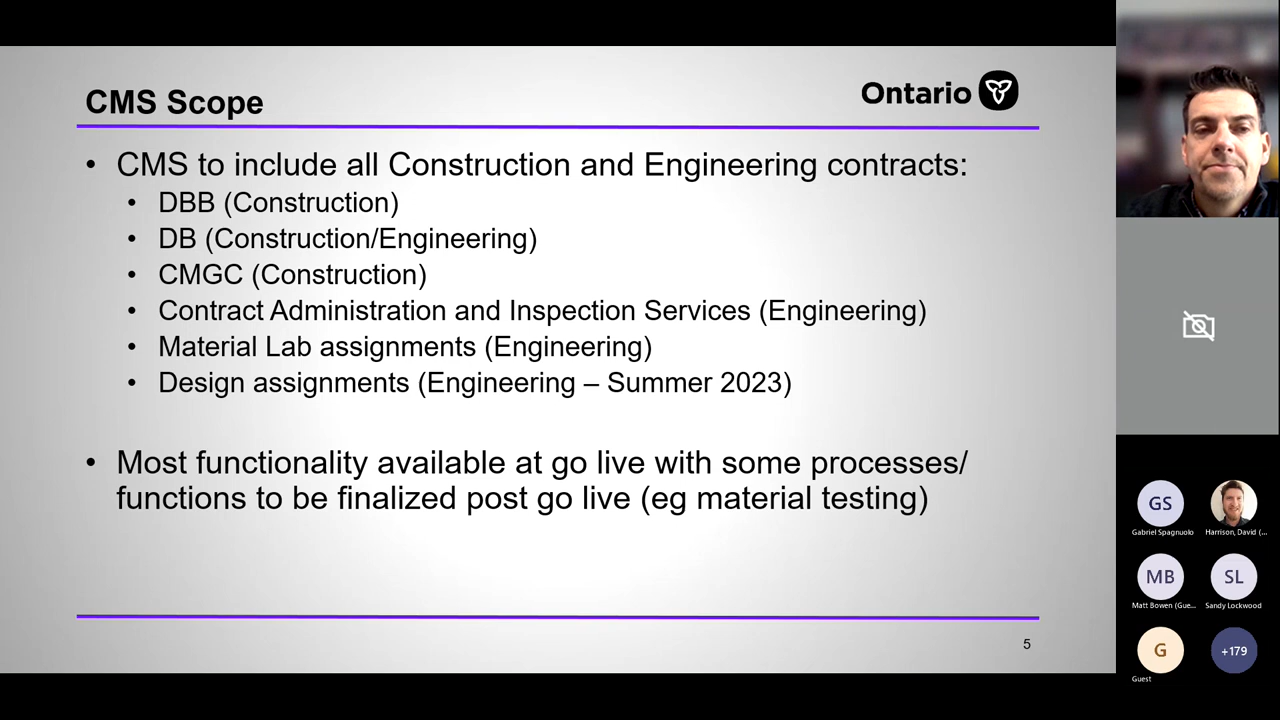 CMS Scope
Ontario
• CMS to include all Construction and Engineering contracts:
• DBB (Construction)
• DB (Construction/Engineering)
• CMGC (Construction)
• Contract Administration and Inspection Services (Engineering)
• Material Lab assignments (Engineering)
• Design assignments (Engineering – Summer 2023)
• Most functionality available at go live with some processes/
functions to be finalized post go live (eg material testing)
5
GS
Gabriel Spagnuolo
Harrison, David (...
MB
SL
Matt Bowen (Gue...
Sandy Lockwood
G
+179
Guest